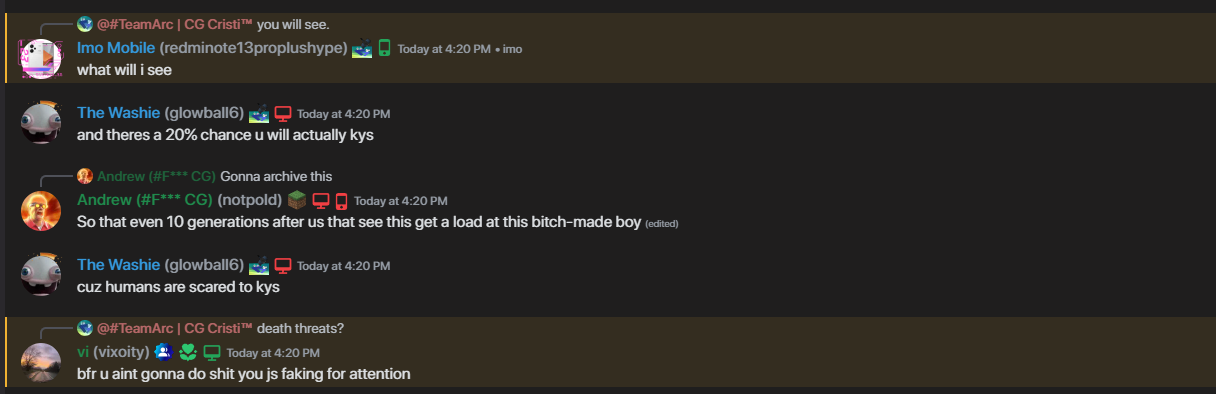 @#TeamArc | CG Cristi™ you will see.
Imo Mobile (redminote13proplushype) Today at 4:20 PM • imo
what will i see
The Washie (glowball6) Today at 4:20 PM
and theres a 20% chance u will actually kys
Andrew (#F*** CG) Gonna archive this
Andrew (#F*** CG) (notpold) Today at 4:20 PM
So that even 10 generations after us that see this get a load at this bitch-made boy (edited)
The Washie (glowball6) Today at 4:20 PM
cuz humans are scared to kys
@#TeamArc | CG Cristi™ death threats?
vi (vixoity) Today at 4:20 PM
bfr u aint gonna do shit you js faking for attention